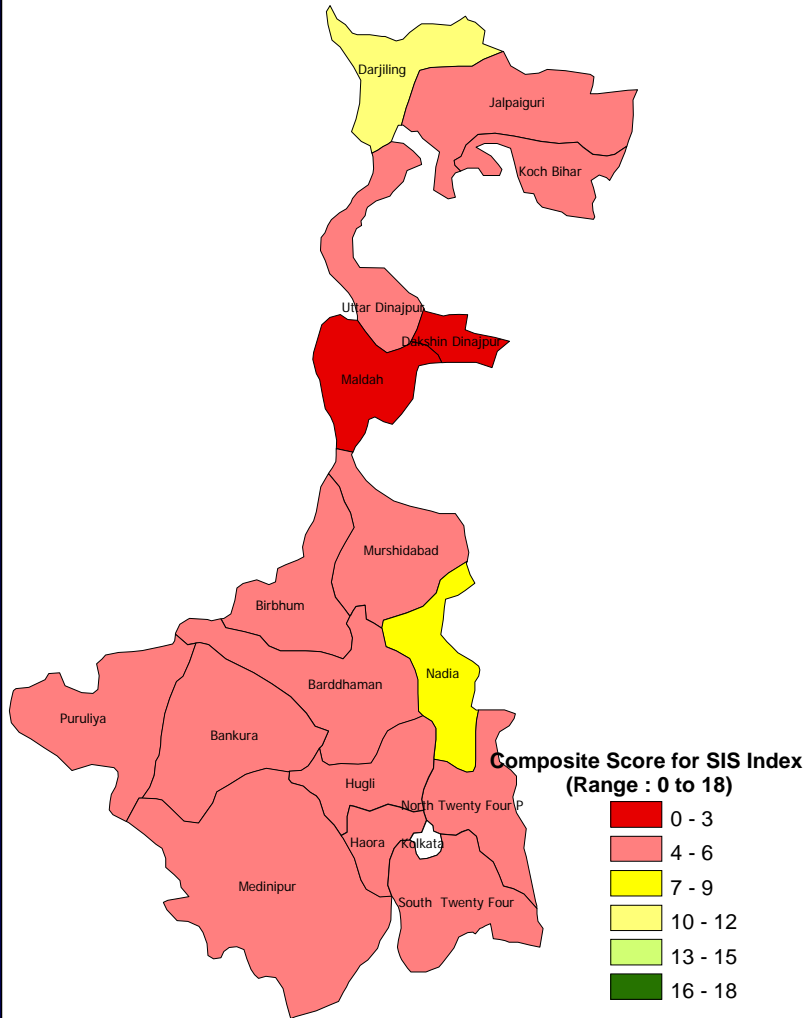 Darjiling
Jalpaiguri
Koch Bihar
Uttar Dinajpur
Dakshin Dinajpur
Maldah
Murshidabad
Birbhum
Nadia
Barddhaman
Puruliya
Bankura
Composite Score for SIS Index
(Range : 0 to 18)
Hugli
North Twenty Four P
0 - 3
Haora
Kolkata
4 - 6
Medinipur
7 - 9
South Twenty Four
10 - 12
13 - 15
16 - 18